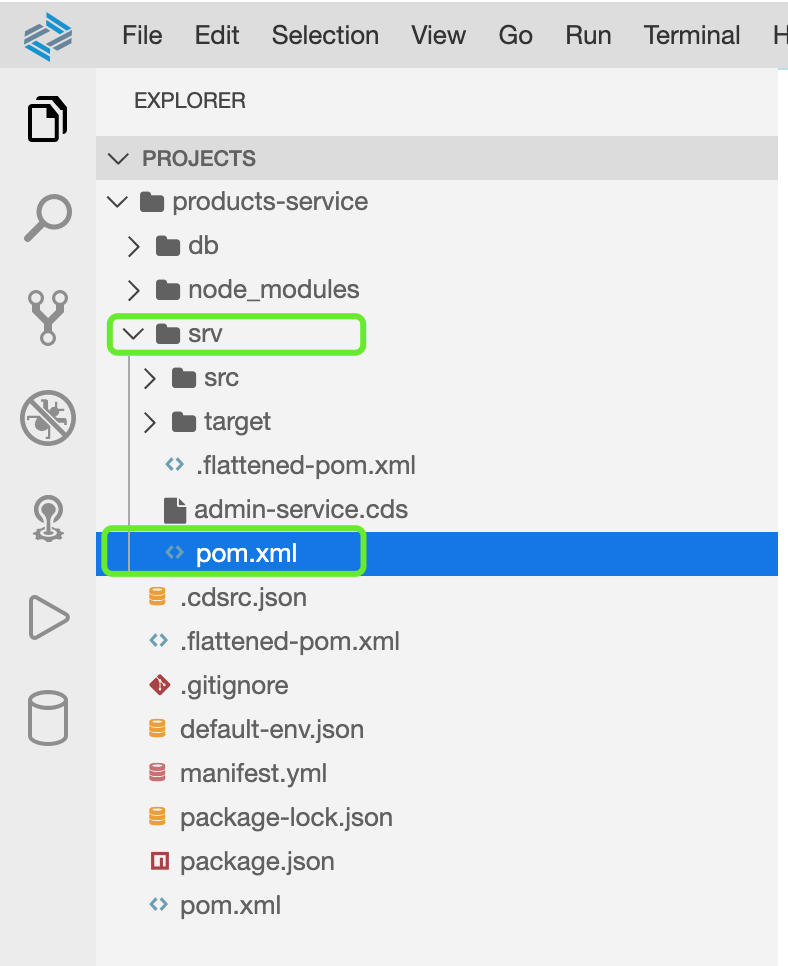 File Edit Selection View Go Run Terminal H
EXPLORER
PROJECTS
products-service
db
node_modules
srv
src
target
.flattened-pom.xml
admin-service.cds
pom.xml
.cdsrc.json
.flattened-pom.xml
.gitignore
default-env.json
manifest.yml
package-lock.json
package.json
pom.xml